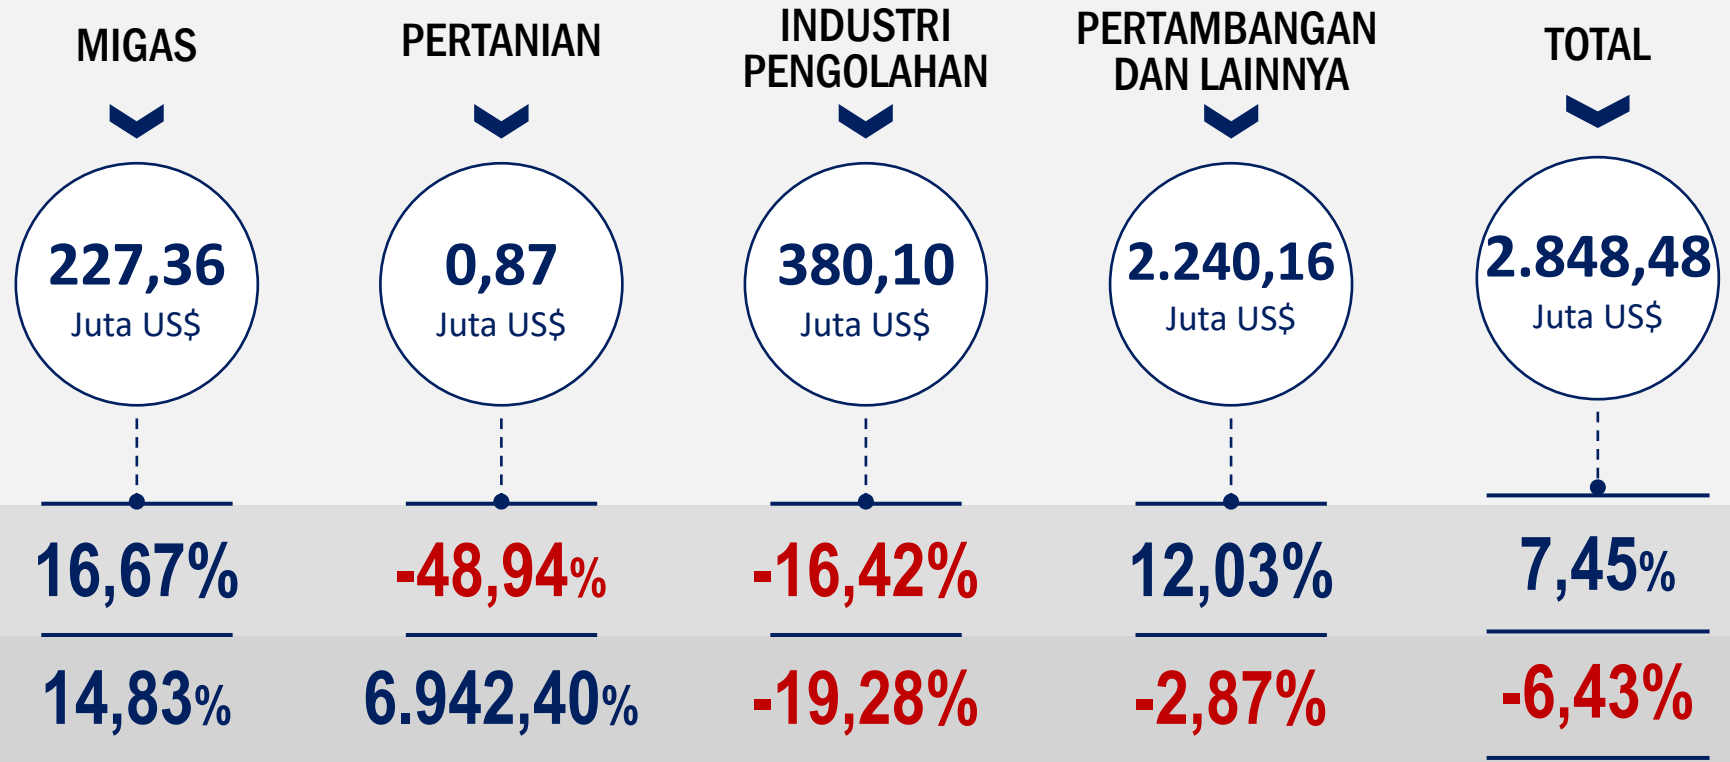 MIGAS
PERTANIAN
INDUSTRI
PENGOLAHAN
PERTAMBANGAN
DAN LAINNYA
TOTAL
227,36
Juta US$
0,87
Juta US$
380,10
Juta US$
2.240,16
Juta US$
2.848,48
Juta US$
16,67%
-48,94%
-16,42%
12,03%
7,45%
14,83%
6.942,40%
-19,28%
-2,87%
-6,43%